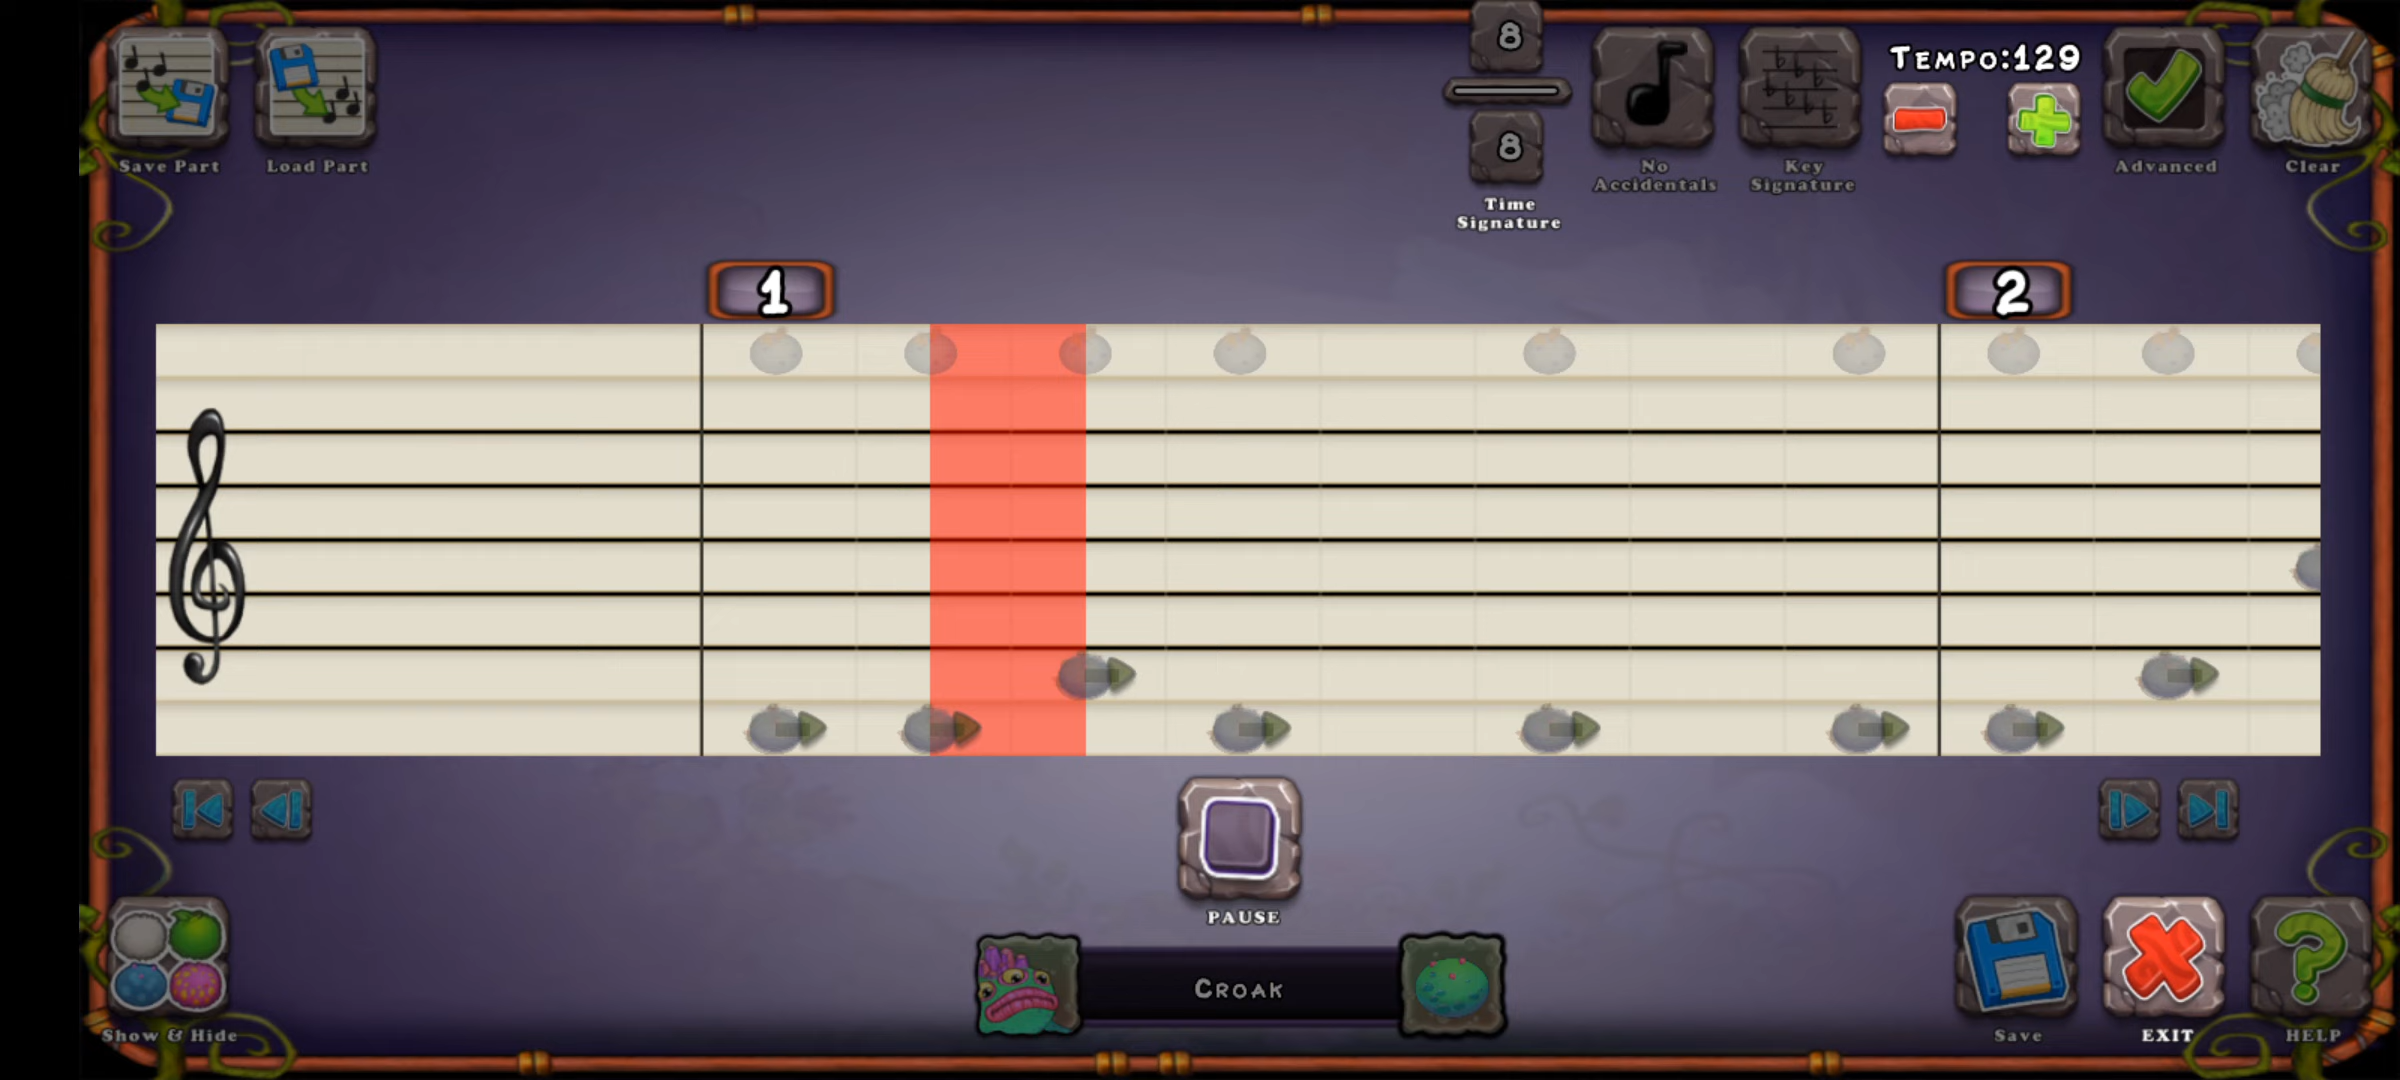 8
TEMPO:129
8
Save Part
Load Part
No
Accidentals
Key
Signature
Advanced
Clear
Time
Signature
1
2
PAUSE
CROAK
Show & Hide
Save
EXIT
HELP